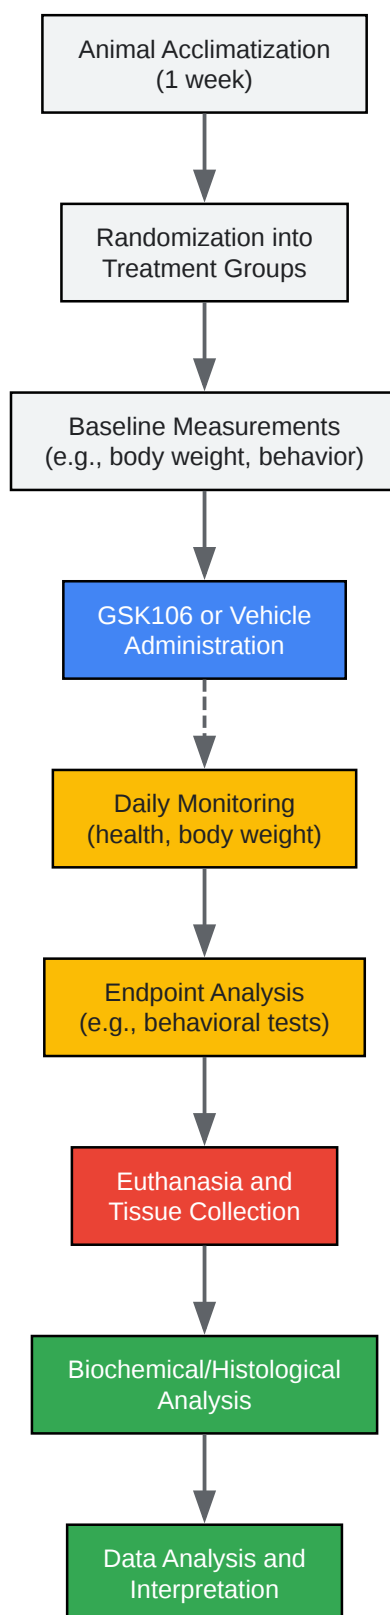 Animal Acclimatization
(1 week)
Randomization into
Treatment Groups
Baseline Measurements
(e.g., body weight, behavior)
GSK106 or Vehicle
Administration
Daily Monitoring
(health, body weight)
Endpoint Analysis
(e.g., behavioral tests)
Euthanasia and
Tissue Collection
Biochemical/Histological
Analysis
Data Analysis and
Interpretation